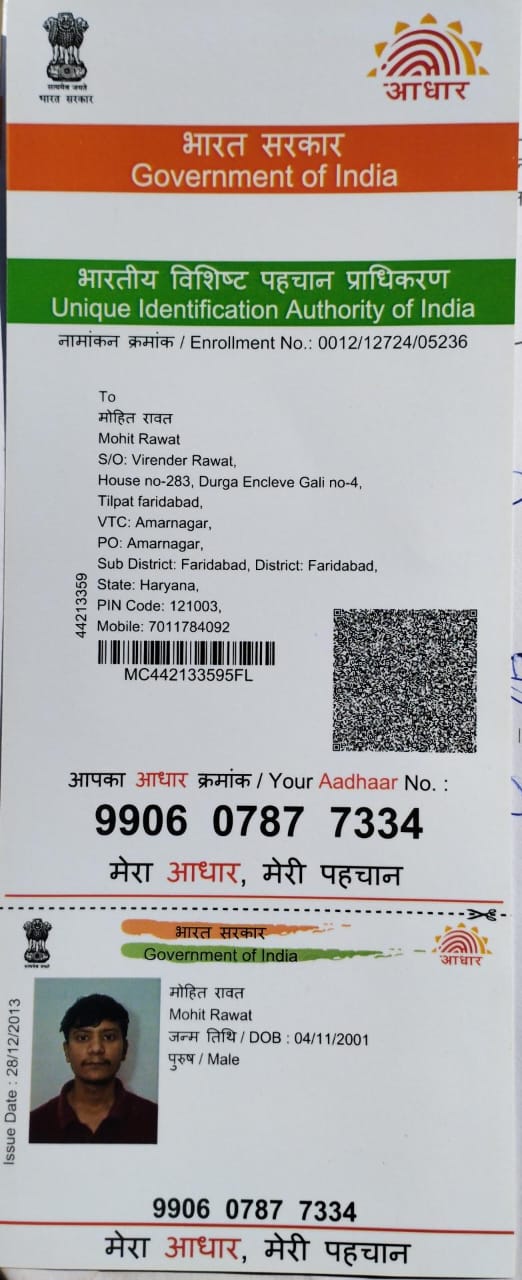 सत्यमेव जयते
भारत सरकार
आधार
भारत सरकार
Government of India
भारतीय विशिष्ट पहचान प्राधिकरण
Unique Identification Authority of India
नामांकन क्रमांक / Enrollment No.: 0012/12724/05236
To
मोहित रावत
Mohit Rawat
S/O: Virender Rawat,
House no-283, Durga Encleve Gali no-4,
Tilpat faridabad,
VTC: Amarnagar,
PO: Amarnagar,
Sub District: Faridabad, District: Faridabad,
State: Haryana,
PIN Code: 121003,
Mobile: 7011784092
44213359
MC442133595FL
आपका आधार क्रमांक / Your Aadhaar No. :
9906 0787 7334
मेरा आधार, मेरी पहचान
भारत सरकार
Government of India
सत्यमेव जयते
आधार
Issue Date : 28/12/2013
मोहित रावत
Mohit Rawat
जन्म तिथि / DOB : 04/11/2001
पुरुष / Male
9906 0787 7334
मेरा आधार, मेरी पहचान